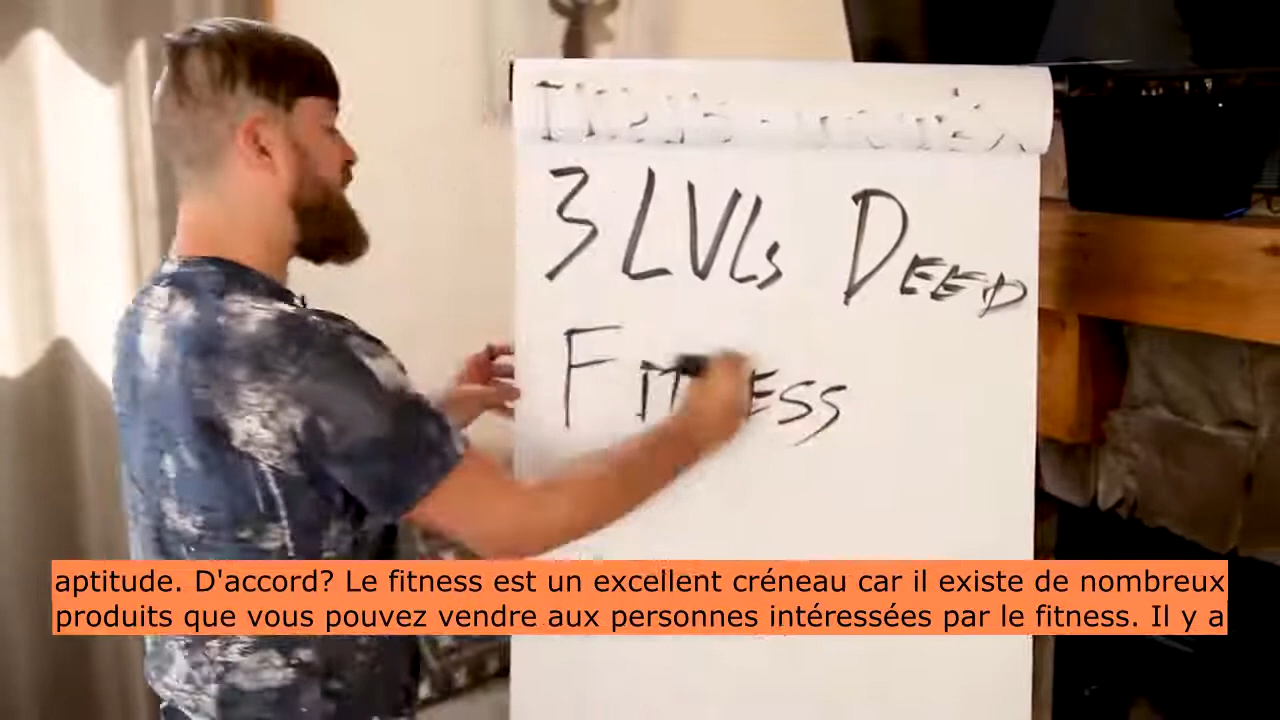 3 LVLs DEEP
FITNESS
aptitude. D'accord? Le fitness est un excellent créneau car il existe de nombreux
produits que vous pouvez vendre aux personnes intéressées par le fitness. Il y a